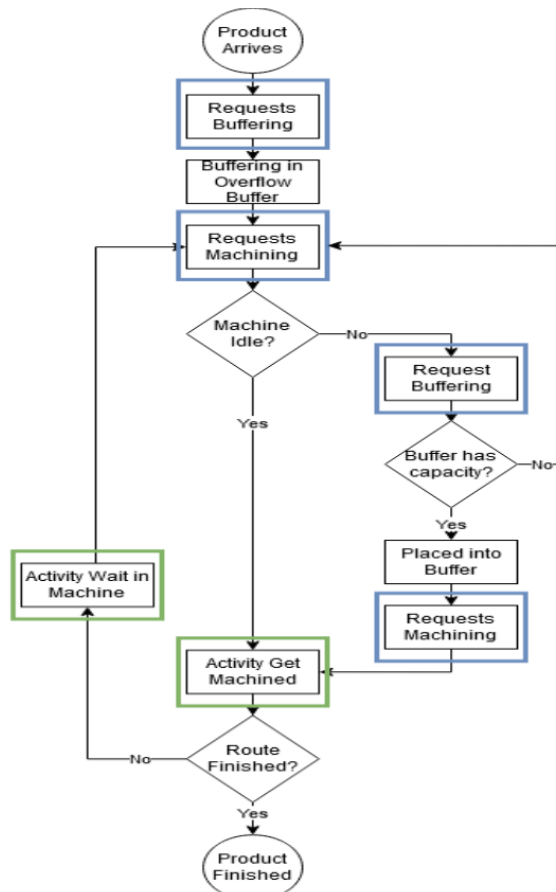 Product
Arrives
Requests
Buffering
Buffering in
Overflow
Buffer
Requests
Machining
Machine
Idle?
No
Request
Buffering
Yes
Buffer has
capacity?
No
Yes
Placed into
Buffer
Activity Wait in
Machine
Requests
Machining
Activity Get
Machined
Route
Finished?
No
Yes
Product
Finished